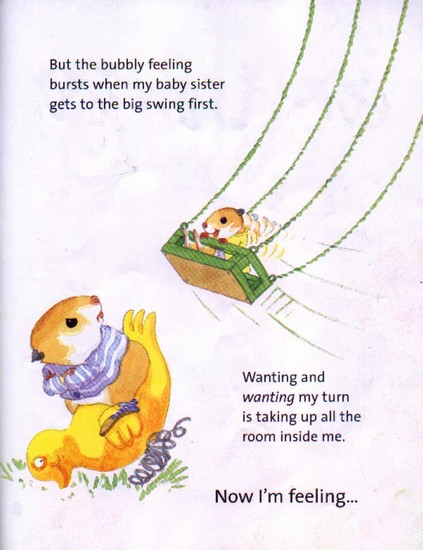 But the bubbly feeling
bursts when my baby sister
gets to the big swing first.
Wanting and
wanting my turn
is taking up all the
room inside me.
Now I'm feeling...